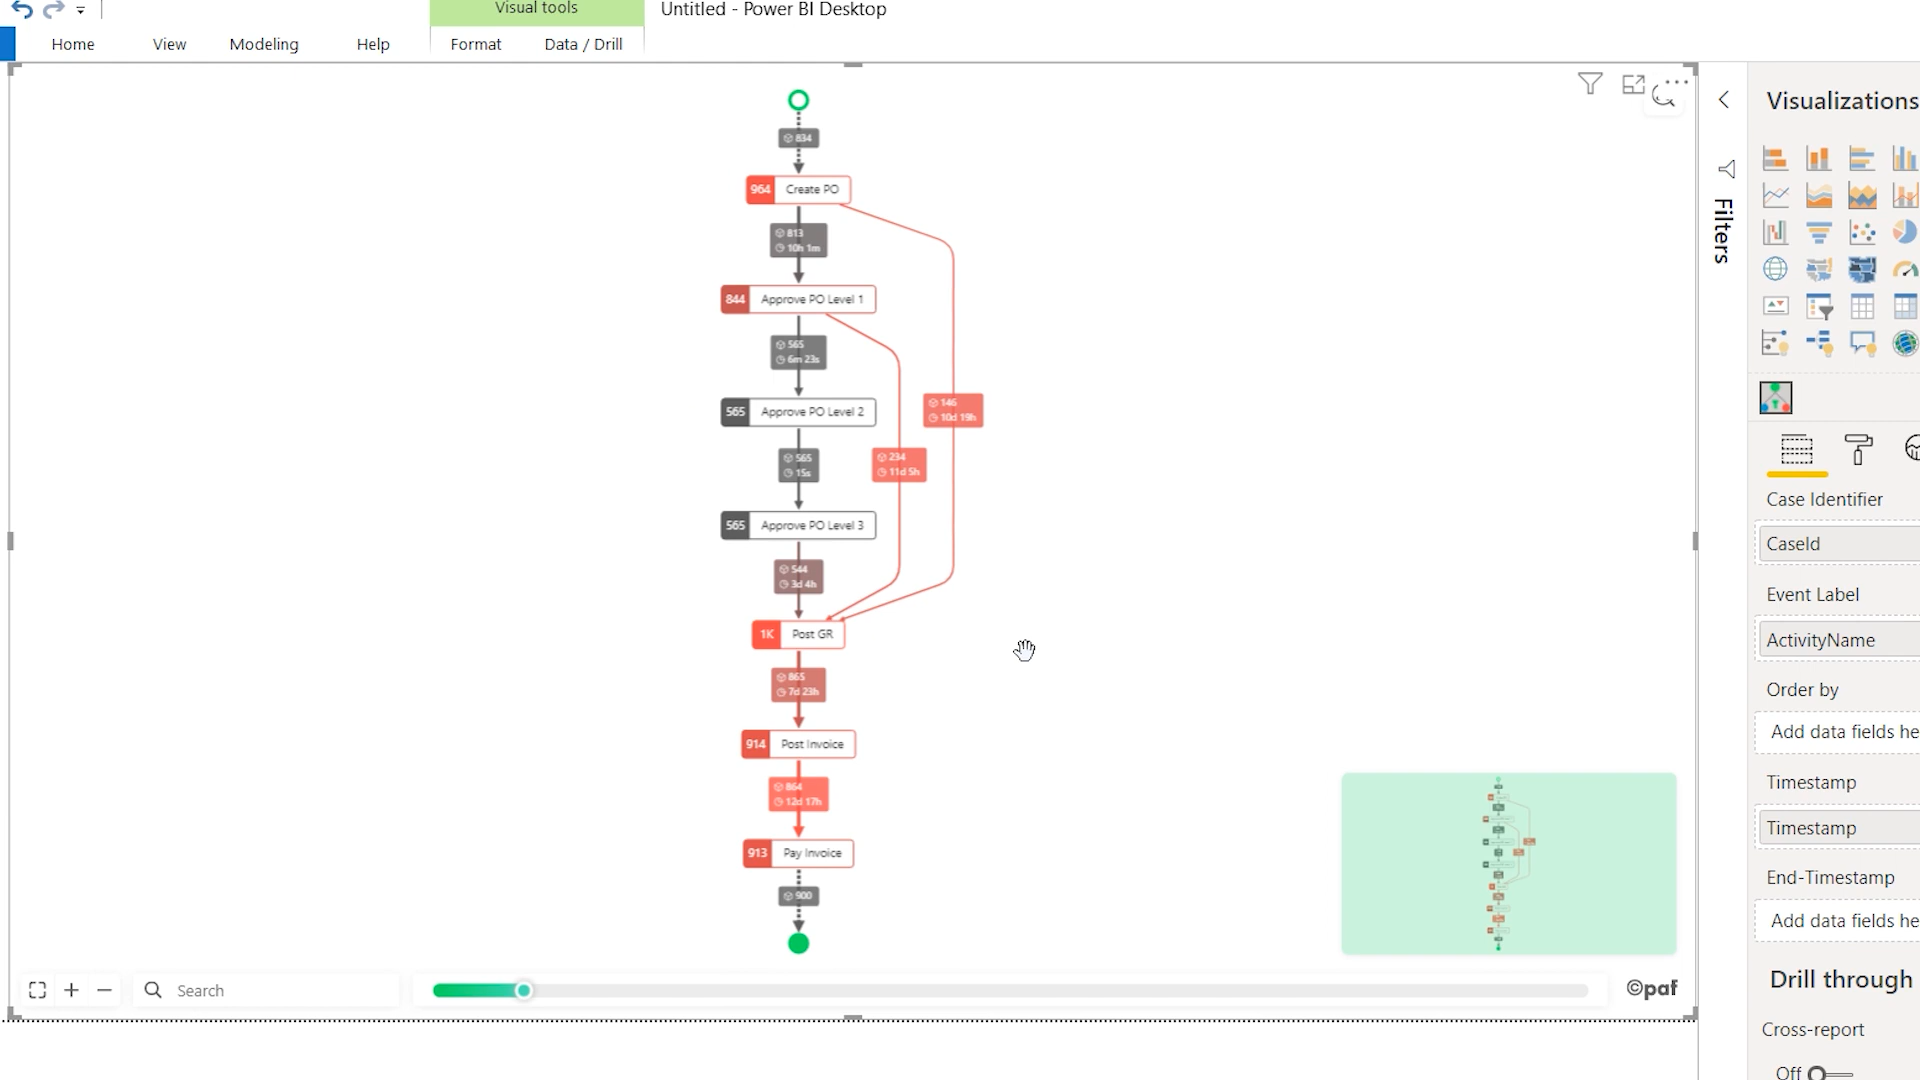 Visual tools
Untitled - Power BI Desktop
Home
View
Modeling
Help
Format
Data / Drill
834
964 Create PO
813
10h 1m
844 Approve PO Level 1
565
6m 23s
565 Approve PO Level 2
146
10d 19h
565
15s
234
11d 5h
565 Approve PO Level 3
544
3d 4h
1K Post GR
865
7d 23h
914 Post Invoice
864
12d 17h
913 Pay Invoice
900
Search
©paf
Filters
Visualizations
Case Identifier
CaseId
Event Label
ActivityName
Order by
Add data fields he
Timestamp
Timestamp
End-Timestamp
Add data fields he
Drill through
Cross-report
Off